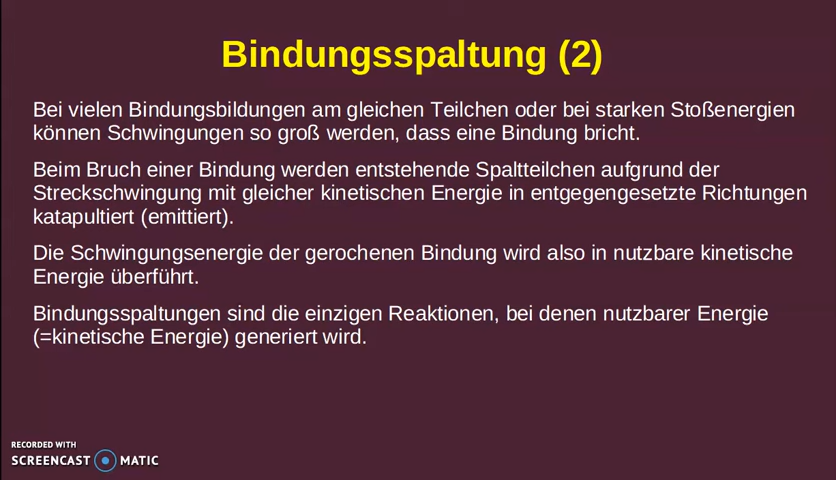 Bindungsspaltung (2)
Bei vielen Bindungsbildungen am gleichen Teilchen oder bei starken Stoßenergien
können Schwingungen so groß werden, dass eine Bindung bricht.
Beim Bruch einer Bindung werden entstehende Spaltteilchen aufgrund der
Streckschwingung mit gleicher kinetischen Energie in entgegengesetzte Richtungen
katapultiert (emittiert).
Die Schwingungsenergie der gerochenen Bindung wird also in nutzbare kinetische
Energie überführt.
Bindungsspaltungen sind die einzigen Reaktionen, bei denen nutzbarer Energie
(=kinetische Energie) generiert wird.
RECORDED WITH
SCREENCAST MATIC